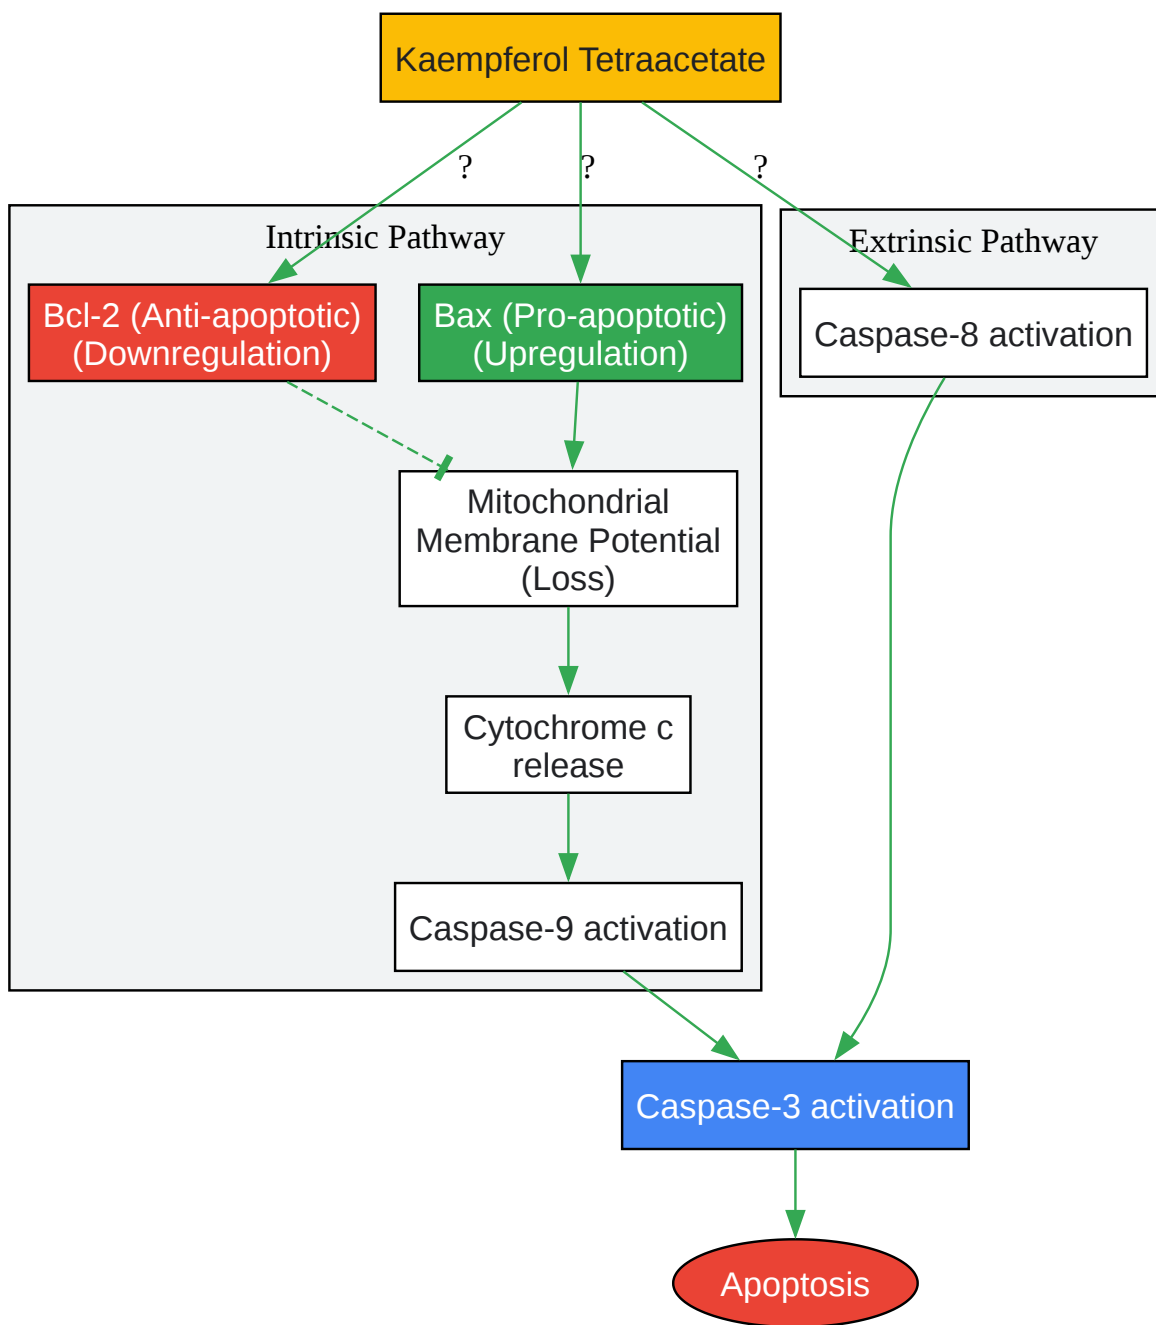 Kaempferol Tetraacetate
?
?
?
Intrinsic Pathway
Extrinsic Pathway
Bcl-2 (Anti-apoptotic)
(Downregulation)
Bax (Pro-apoptotic)
(Upregulation)
Caspase-8 activation
Mitochondrial
Membrane Potential
(Loss)
Cytochrome c
release
Caspase-9 activation
Caspase-3 activation
Apoptosis